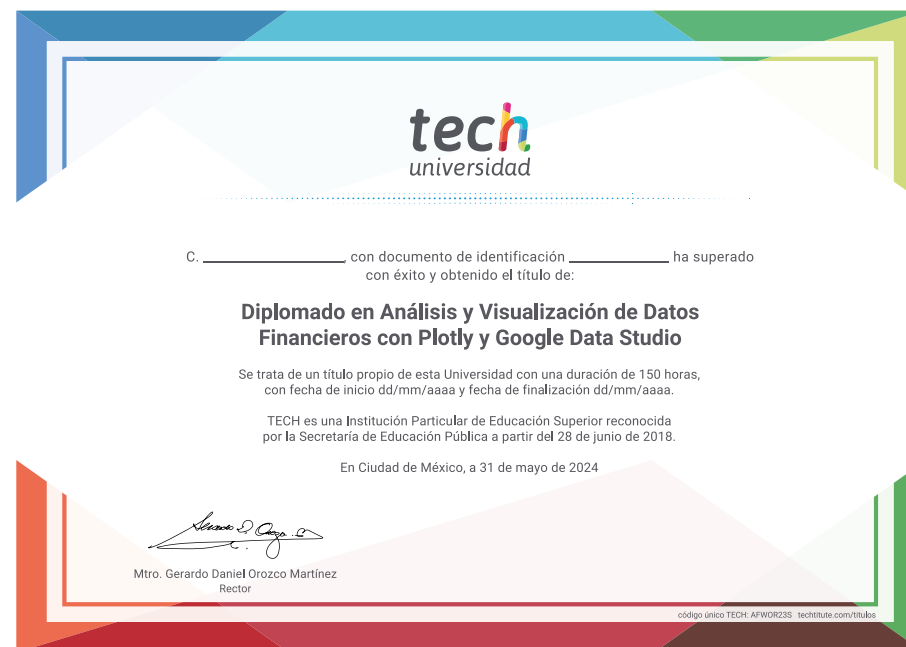 tech
universidad
C. ____________, con documento de identificación ____________ ha superado
con éxito y obtenido el título de:
Diplomado en Análisis y Visualización de Datos
Financieros con Plotly y Google Data Studio
Se trata de un título propio de esta Universidad con una duración de 150 horas,
con fecha de inicio dd/mm/aaaa y fecha de finalización dd/mm/aaaa.
TECH es una Institución Particular de Educación Superior reconocida
por la Secretaría de Educación Pública a partir del 28 de junio de 2018.
En Ciudad de México, a 31 de mayo de 2024
Mtro. Gerardo Daniel Orozco Martínez
Rector
código único TECH: AFWOR23S techtitute.com/titulos